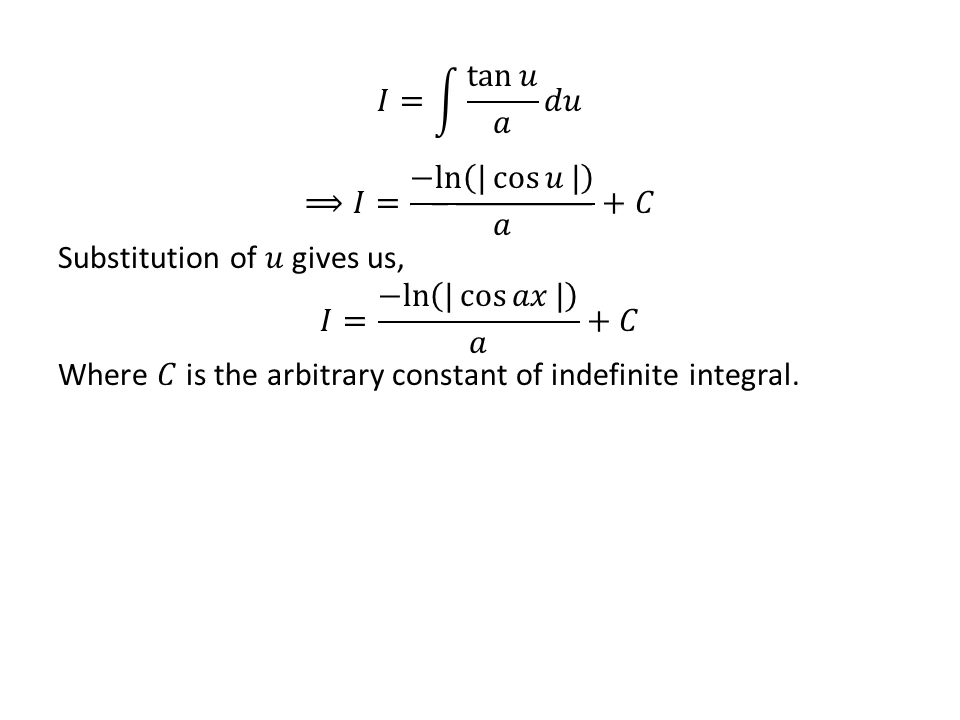 𝐼 = ∫ tan 𝑢 / 𝑎 𝑑𝑢
⟹ 𝐼 = −ln(| cos 𝑢 |) / 𝑎 + 𝐶
Substitution of 𝑢 gives us,
𝐼 = −ln(| cos 𝑎𝑥 |) / 𝑎 + 𝐶
Where 𝐶 is the arbitrary constant of indefinite integral.